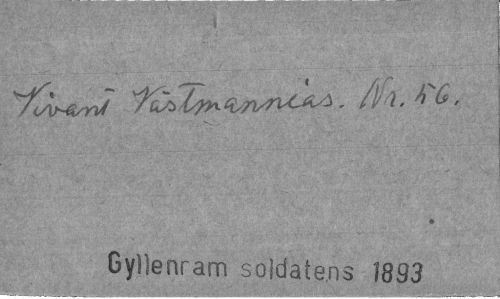 Vivant Västmannias. Nr. 56.
Gyllenram soldatens 1893